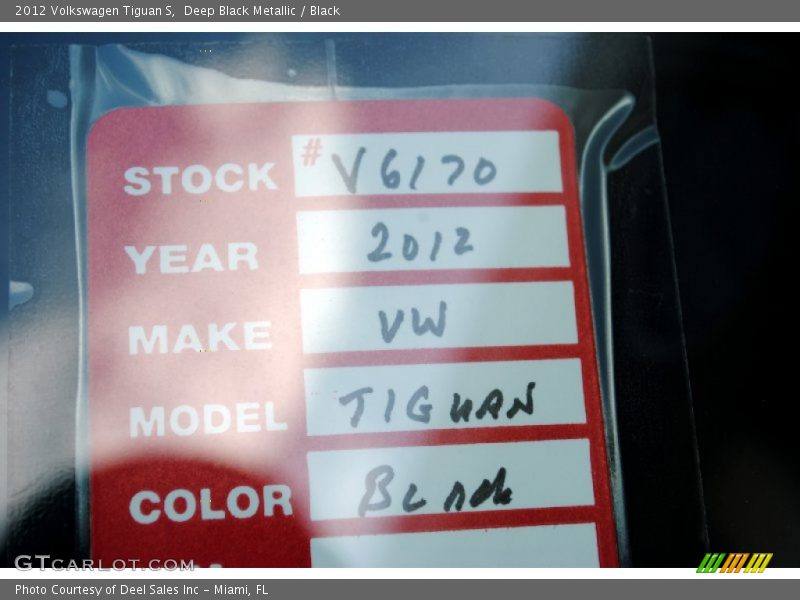 2012 Volkswagen Tiguan S, Deep Black Metallic / Black
STOCK # V6170
YEAR 2012
MAKE VW
MODEL TIGUAN
COLOR Black
GTCARLOT.COM
Photo Courtesy of Deel Sales Inc - Miami, FL